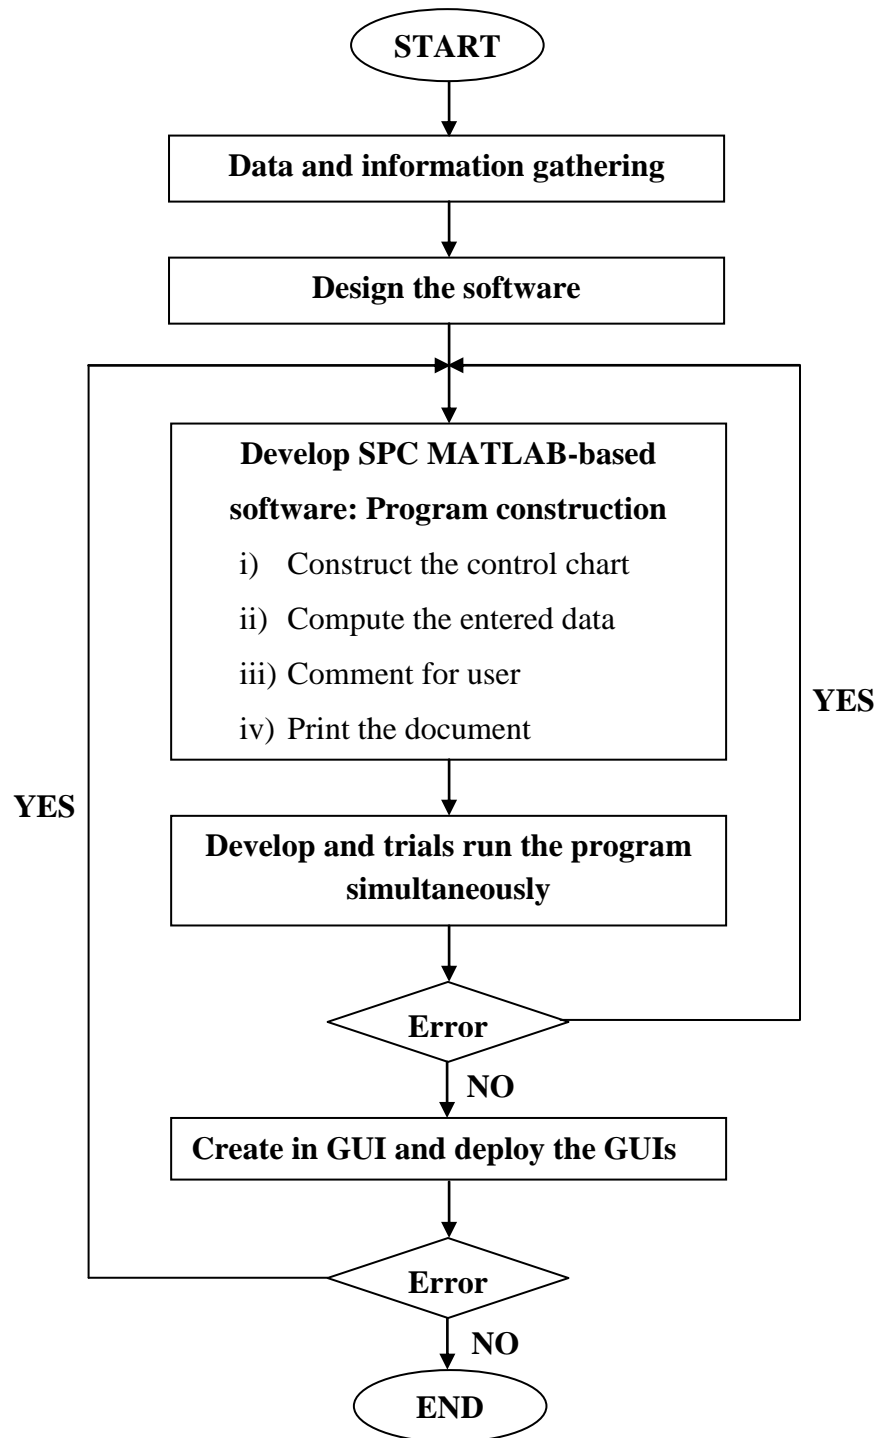 START
Data and information gathering
Design the software
Develop SPC MATLAB-based
software: Program construction
i) Construct the control chart
ii) Compute the entered data
iii) Comment for user
iv) Print the document
YES
YES
Develop and trials run the program
simultaneously
Error
NO
Create in GUI and deploy the GUIs
Error
NO
END